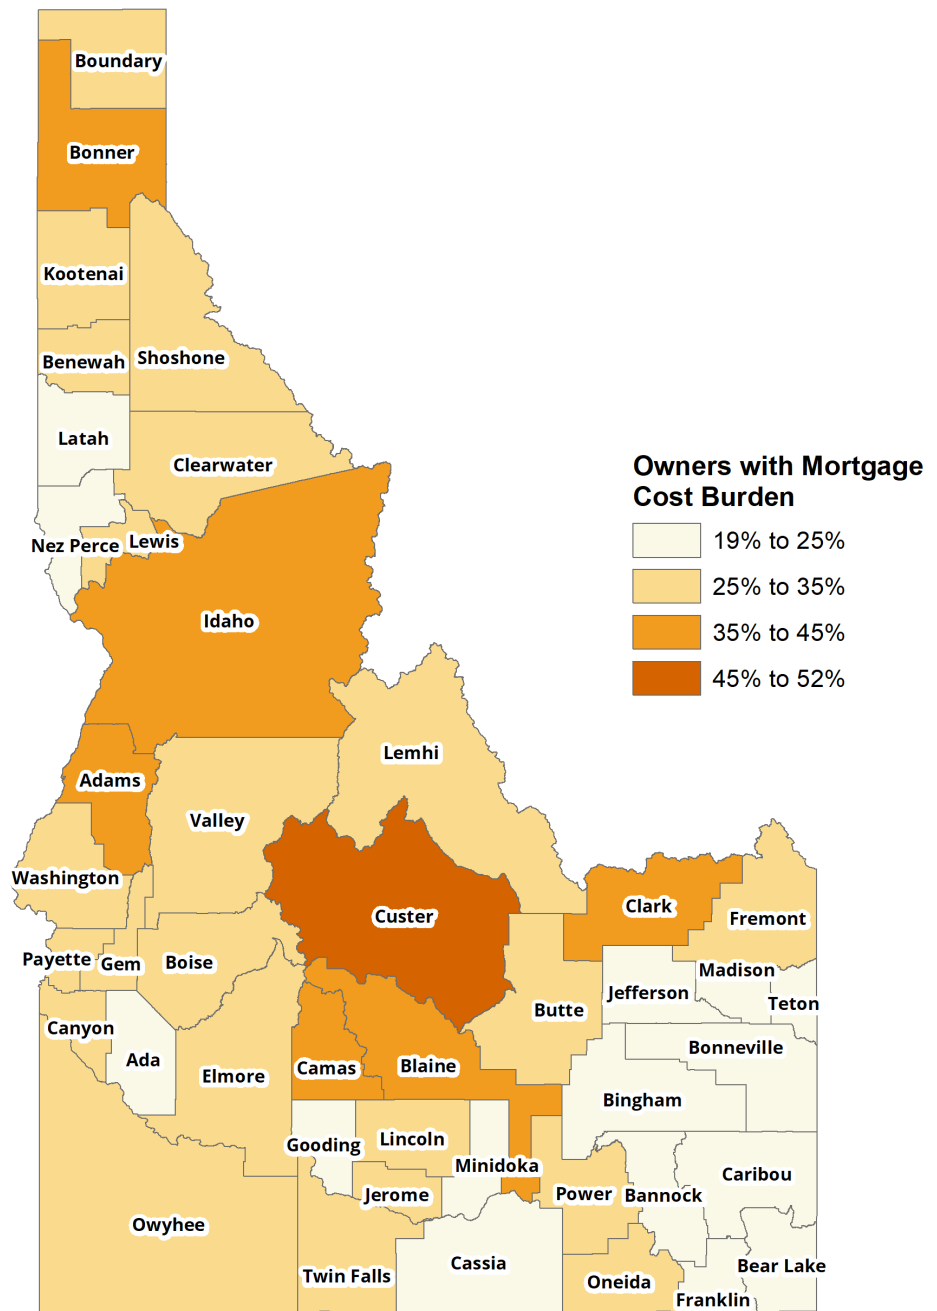 Boundary
Bonner
Kootenai
Benewah
Shoshone
Latah
Clearwater
Owners with Mortgage
Cost Burden
19% to 25%
25% to 35%
35% to 45%
45% to 52%
Nez Perce
Lewis
Idaho
Lemhi
Adams
Valley
Washington
Custer
Clark
Fremont
Payette
Gem
Boise
Madison
Jefferson
Teton
Butte
Canyon
Ada
Bonneville
Elmore
Camas
Blaine
Bingham
Gooding
Lincoln
Minidoka
Caribou
Jerome
Power
Bannock
Owyhee
Cassia
Bear Lake
Twin Falls
Oneida
Franklin